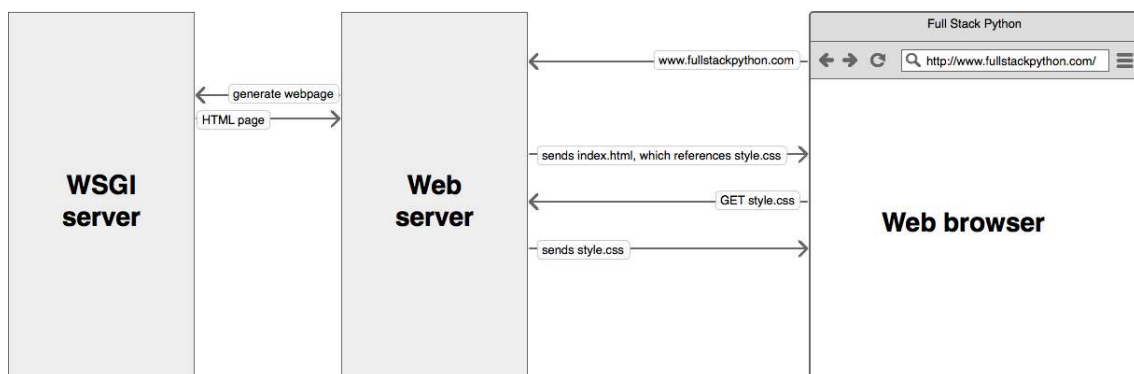 Full Stack Python
http://www.fullstackpython.com/
www.fullstackpython.com
generate webpage
HTML page
sends index.html, which references style.css
WSGI
server
Web
server
GET style.css
Web browser
sends style.css